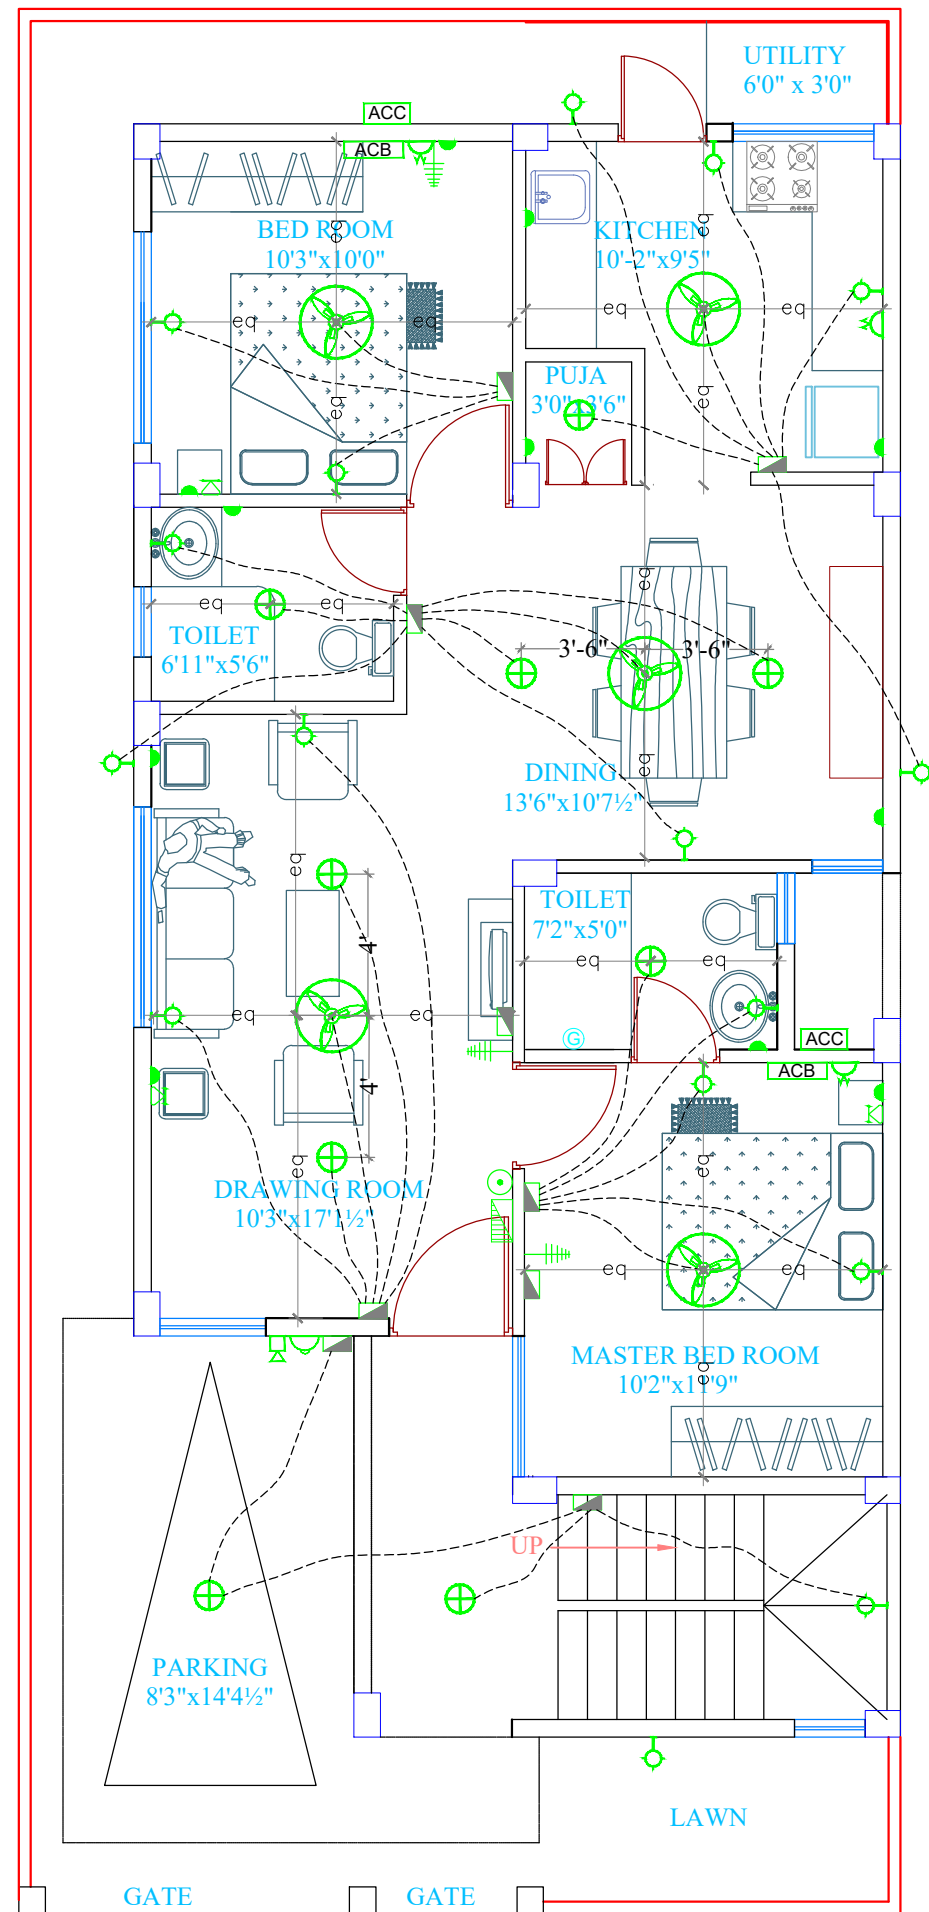 UTILITY
6'0" x 3'0"
ACC
ACB
BED ROOM
10'3"x10'0"
eq
eq
eq
eq
KITCHEN
10'-2"x9'5"
eq
eq
eq
eq
PUJA
3'0"x3'6"
TOILET
6'11"x5'6"
eq
eq
eq
3'-6"
3'-6"
eq
DINING
13'6"x10'7½"
eq
4'
eq
eq
4'
eq
DRAWING ROOM
10'3"x17'1½"
TOILET
7'2"x5'0"
eq
eq
G
ACC
ACB
eq
eq
eq
eq
MASTER BED ROOM
10'2"x11'9"
UP
PARKING
8'3"x14'4½"
LAWN
GATE
GATE